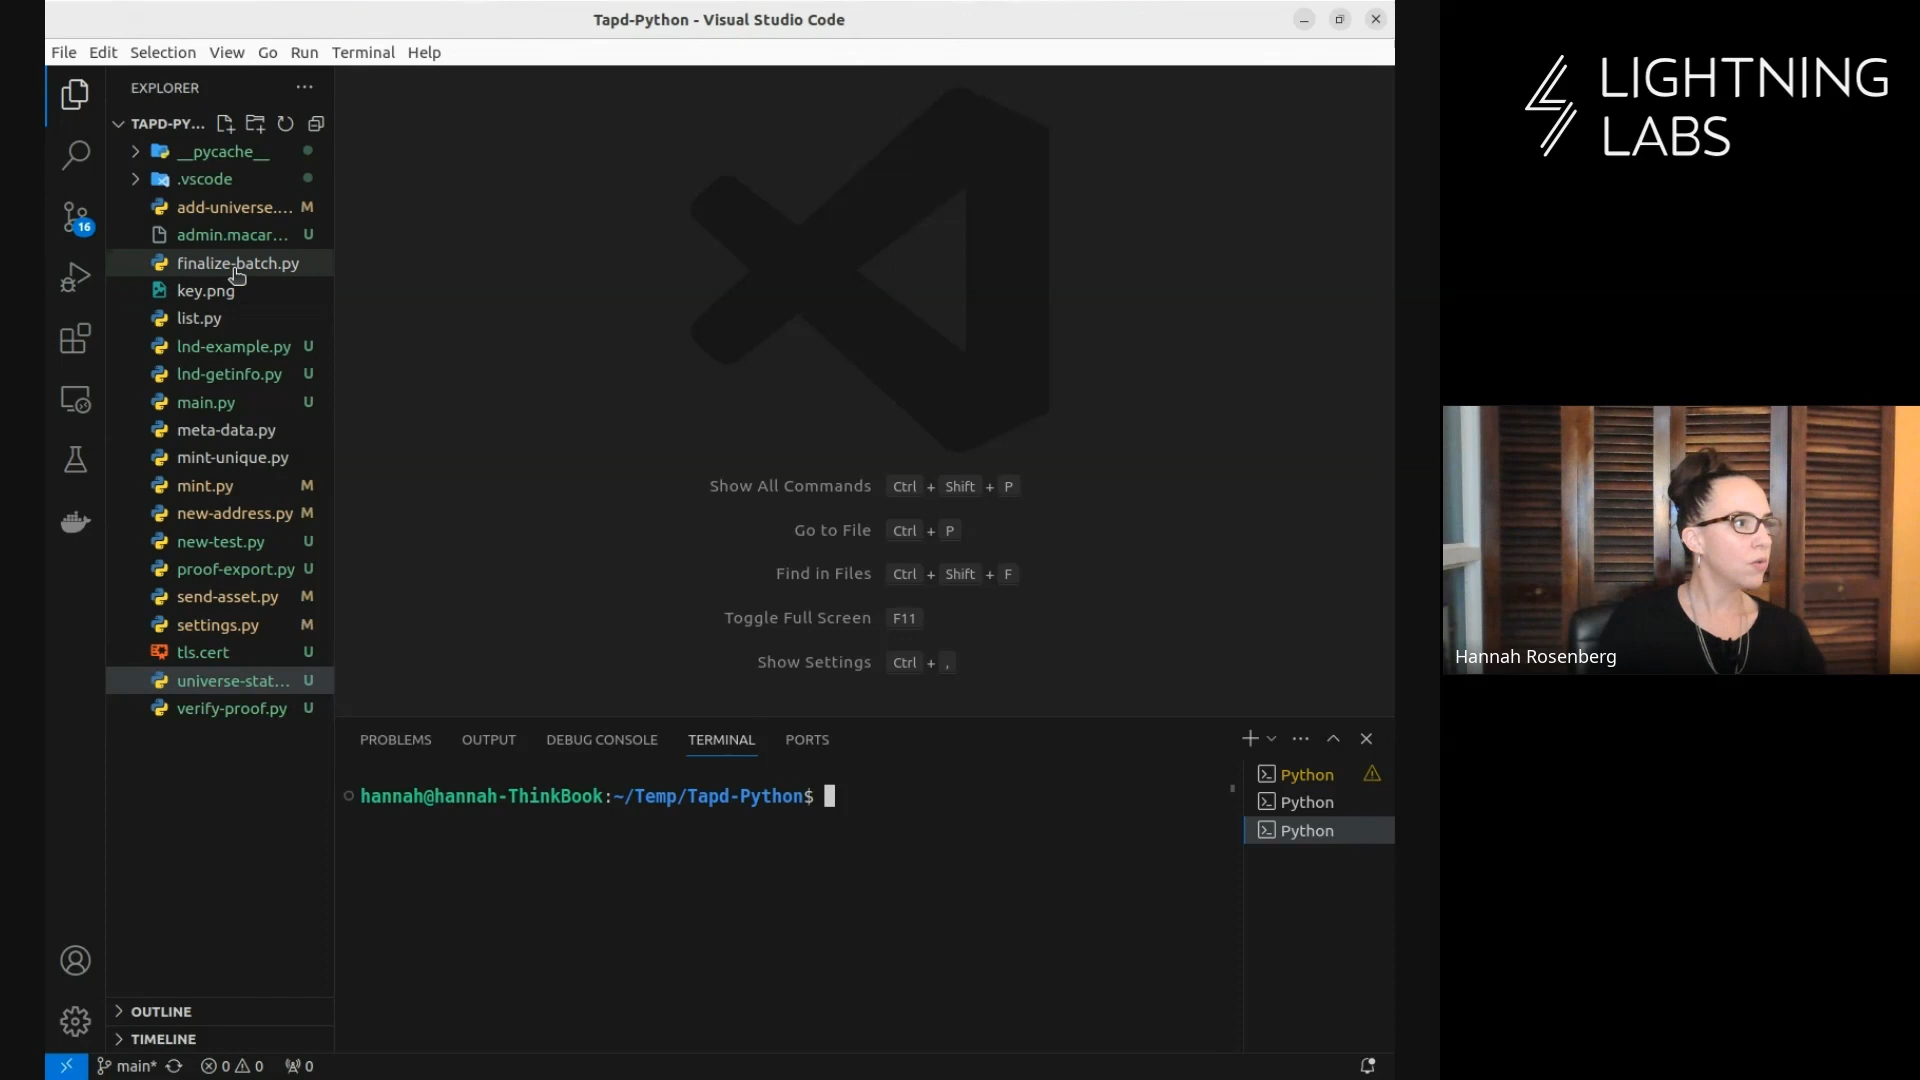 Tapd-Python - Visual Studio Code
File Edit Selection View Go Run Terminal Help
EXPLORER
TAPD-PY...
__pycache__
.vscode
add-universe.... M
admin.macar... U
finalize-batch.py
key.png
list.py
lnd-example.py U
lnd-getinfo.py U
main.py U
meta-data.py
mint-unique.py
mint.py M
new-address.py M
new-test.py U
proof-export.py U
send-asset.py M
settings.py M
tls.cert U
universe-stat... U
verify-proof.py U
16
OUTLINE
TIMELINE
main*
0 0
0
Show All Commands Ctrl + Shift + P
Go to File Ctrl + P
Find in Files Ctrl + Shift + F
Toggle Full Screen F11
Show Settings Ctrl + ,
PROBLEMS OUTPUT DEBUG CONSOLE TERMINAL PORTS
hannah@hannah-ThinkBook:~/Temp/Tapd-Python$
Python
Python
Python
LIGHTNING
LABS
Hannah Rosenberg